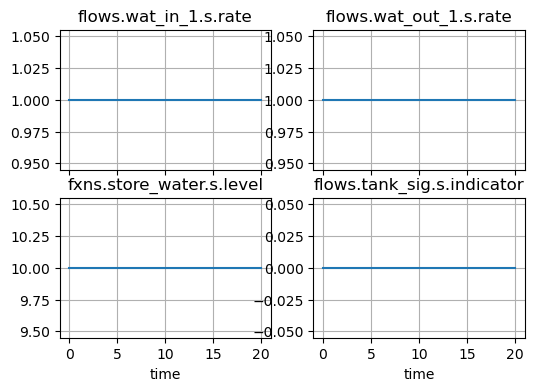 flows.wat_in_1.s.rate
1.050
1.025
1.000
0.975
0.950
flows.wat_out_1.s.rate
1.050
1.025
1.000
0.975
0.950
fxns.store_water.s.level
10.50
10.25
10.00
9.75
9.50
0 5 10 15 20
time
flows.tank_sig.s.indicator
0.050
0.025
0.000
−0.025
−0.050
0 5 10 15 20
time